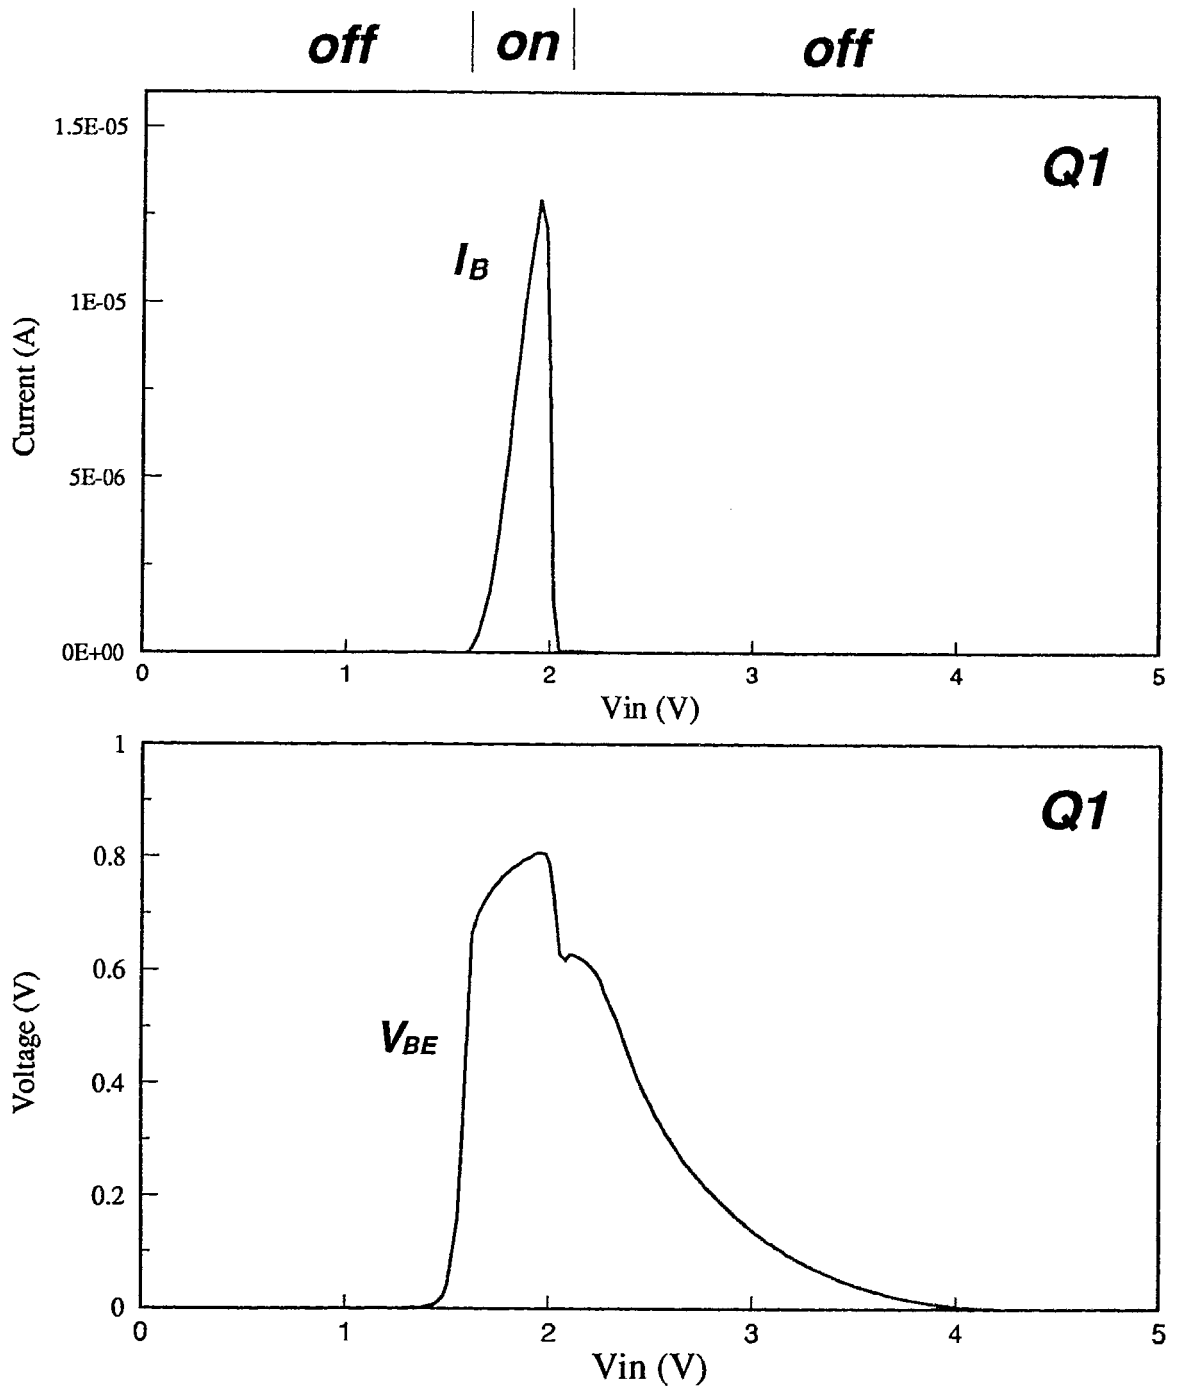 off | on | off
1.5E-05
Q1
IB
1E-05
Current (A)
5E-06
0E+00
0 1 2 3 4 5
Vin (V)
1
Q1
0.8
0.6
VBE
Voltage (V)
0.4
0.2
0
0 1 2 3 4 5
Vin (V)